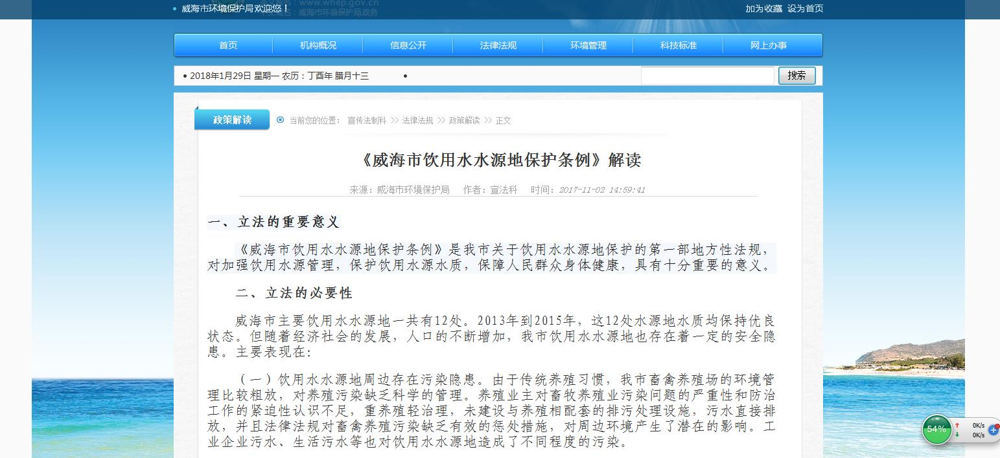 www.whep.gov.cn
威海市环境保护局欢迎您！
威海市环境保护局政务
加为收藏 设为首页
首页 机构概况 信息公开 法律法规 环境管理 科技标准 网上办事
2018年1月29日 星期一 农历：丁酉年 腊月十三
搜索
政策解读
当前您的位置： 宣传法制科 >> 法律法规 >> 政策解读 >> 正文
《威海市饮用水水源地保护条例》解读
来源：威海市环境保护局 作者：宣法科 时间：2017-11-02 14:59:41
一、立法的重要意义
《威海市饮用水水源地保护条例》是我市关于饮用水水源地保护的第一部地方性法规，
对加强饮用水源管理，保护饮用水源水质，保障人民群众身体健康，具有十分重要的意义。
二、立法的必要性
威海市主要饮用水水源地一共有12处。2013年到2015年，这12处水源地水质均保持优良
状态。但随着经济社会的发展，人口的不断增加，我市饮用水水源地也存在着一定的安全隐
患。主要表现在：
（一）饮用水水源地周边存在污染隐患。由于传统养殖习惯，我市畜禽养殖场的环境管
理比较粗放，对养殖污染缺乏科学的管理。养殖业主对畜牧养殖业污染问题的严重性和防治
工作的紧迫性认识不足，重养殖轻治理，未建设与养殖相配套的排污处理设施，污水直接排
放，并且法律法规对畜禽养殖污染缺乏有效的惩处措施，对周边环境产生了潜在的影响。工
业企业污水、生活污水等也对饮用水水源地造成了不同程度的污染。
54%
0K/s
0K/s